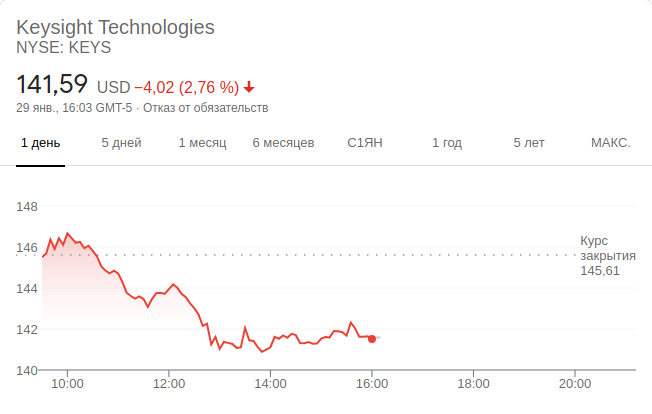 Keysight Technologies
NYSE: KEYS
141,59 USD −4,02 (2,76 %)
29 янв., 16:03 GMT-5 · Отказ от обязательств
1 день 5 дней 1 месяц 6 месяцев С1ЯН 1 год 5 лет МАКС.
148
Курс
146
закрытия
145,61
144
142
140
10:00 12:00 14:00 16:00 18:00 20:00